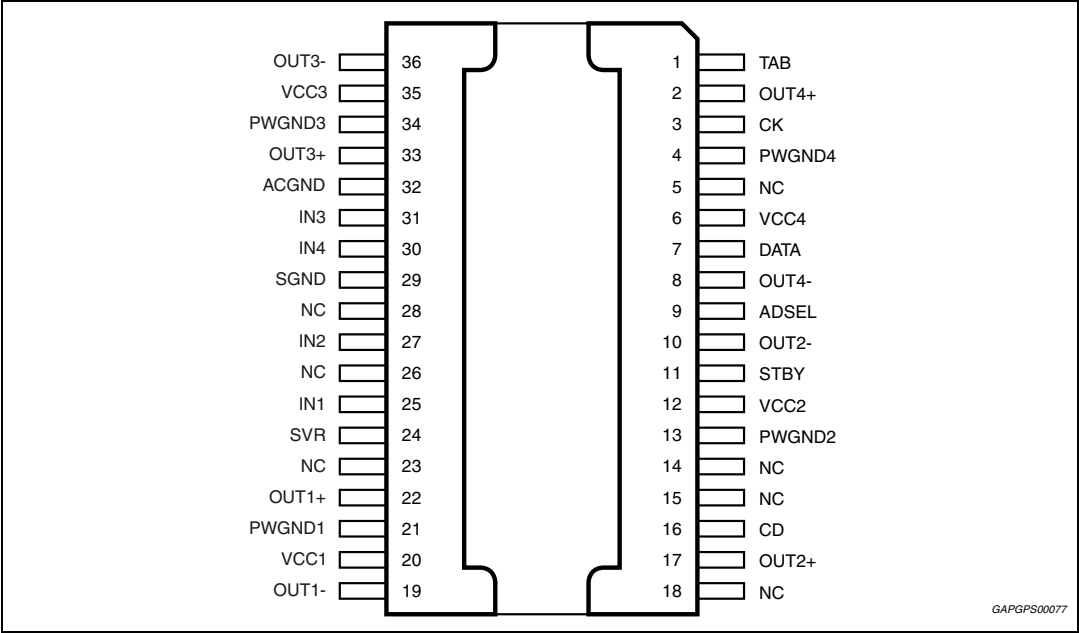 OUT3- 36 1 TAB
VCC3 35 2 OUT4+
PWGND3 34 3 CK
OUT3+ 33 4 PWGND4
ACGND 32 5 NC
IN3 31 6 VCC4
IN4 30 7 DATA
SGND 29 8 OUT4-
NC 28 9 ADSEL
IN2 27 10 OUT2-
NC 26 11 STBY
IN1 25 12 VCC2
SVR 24 13 PWGND2
NC 23 14 NC
OUT1+ 22 15 NC
PWGND1 21 16 CD
VCC1 20 17 OUT2+
OUT1- 19 18 NC
GAPGPS00077